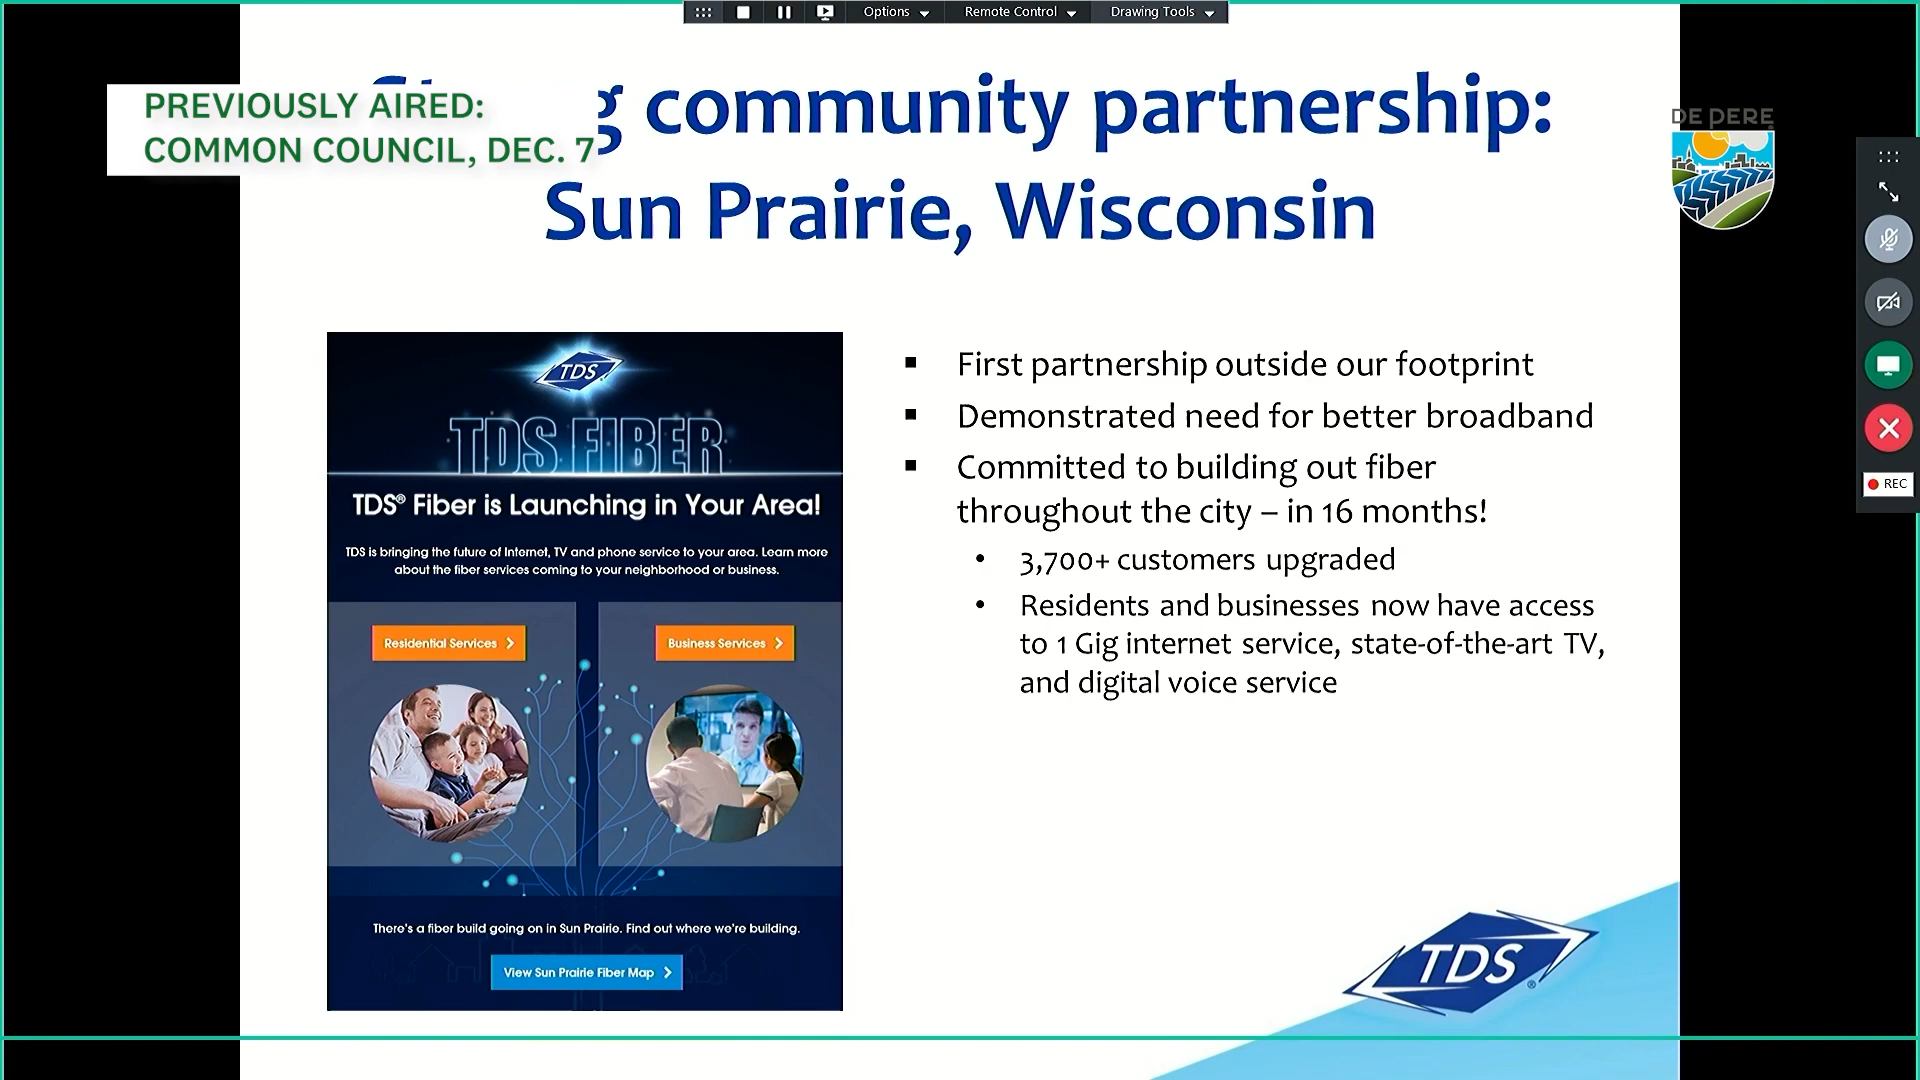 Options
Remote Control
Drawing Tools
PREVIOUSLY AIRED:
COMMON COUNCIL, DEC. 7
community partnership:
Sun Prairie, Wisconsin
DE PERE
TDS
TDS FIBER
TDS® Fiber is Launching in Your Area!
TDS is bringing the future of Internet, TV and phone service to your area. Learn more
about the fiber services coming to your neighborhood or business.
Residential Services
Business Services
There's a fiber build going on in Sun Prairie. Find out where we're building.
View Sun Prairie Fiber Map
First partnership outside our footprint
Demonstrated need for better broadband
Committed to building out fiber
throughout the city – in 16 months!
3,700+ customers upgraded
Residents and businesses now have access
to 1 Gig internet service, state-of-the-art TV,
and digital voice service
REC
TDS®